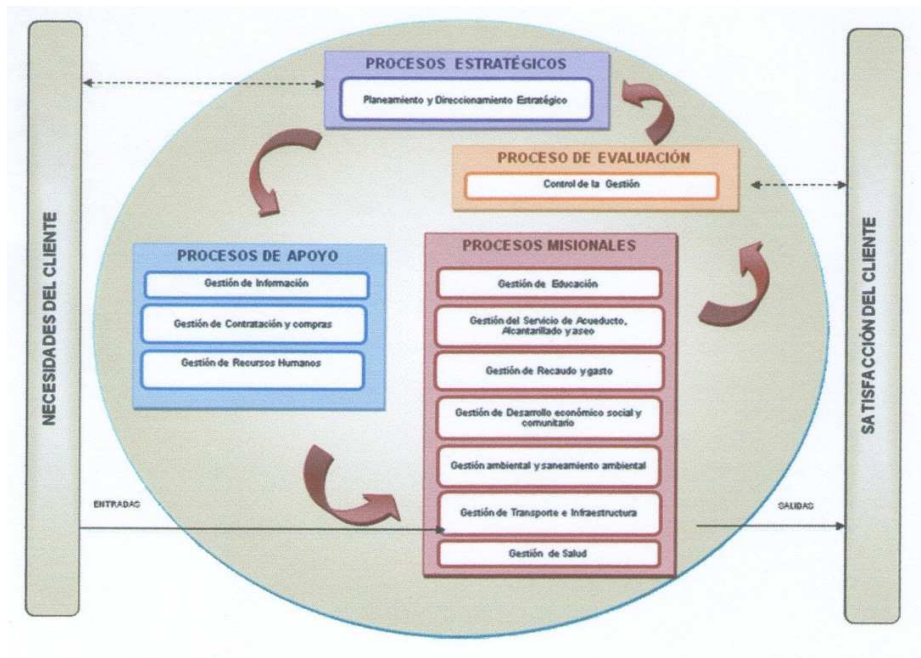 PROCESOS ESTRATÉGICOS
Planeamiento y Direccionamiento Estratégico
PROCESO DE EVALUACIÓN
Control de la Gestión
NECESIDADES DEL CLIENTE
PROCESOS DE APOYO
Gestión de Información
Gestión de Contratación y compras
Gestión de Recursos Humanos
PROCESOS MISIONALES
Gestión de Educación
Gestión del Servicio de Acueducto,
Alcantarillado y aseo
Gestión de Recaudo y gasto
Gestión de Desarrollo económico social y
comunitario
Gestión ambiental y saneamiento ambiental
Gestión de Transporte e Infraestructura
Gestión de Salud
ENTRADAS
SALIDAS
SATISFACCIÓN DEL CLIENTE